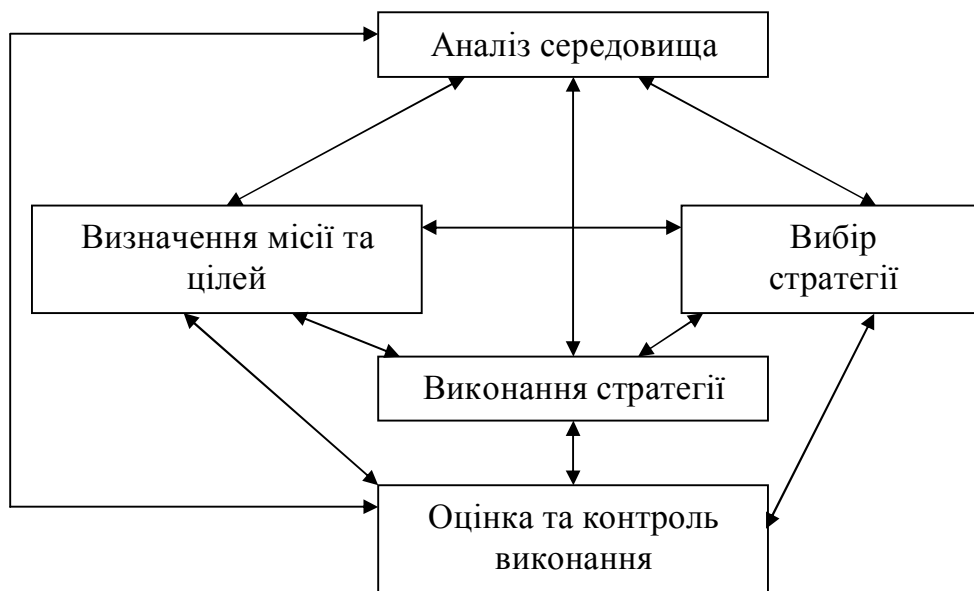 Аналіз середовища
Визначення місії та
цілей
Вибір
стратегії
Виконання стратегії
Оцінка та контроль
виконання